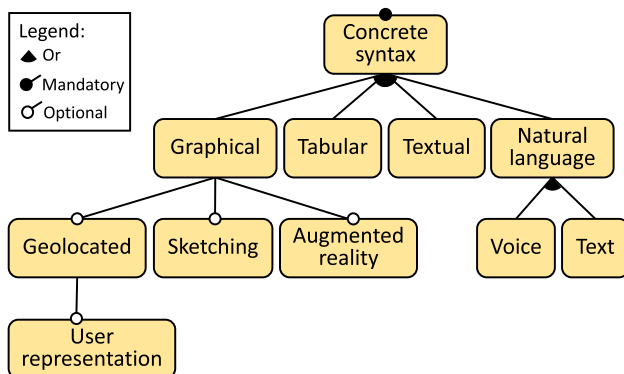 Legend:
Or
Mandatory
Optional
Concrete
syntax
Graphical
Tabular
Textual
Natural
language
Geolocated
Sketching
Augmented
reality
Voice
Text
User
representation